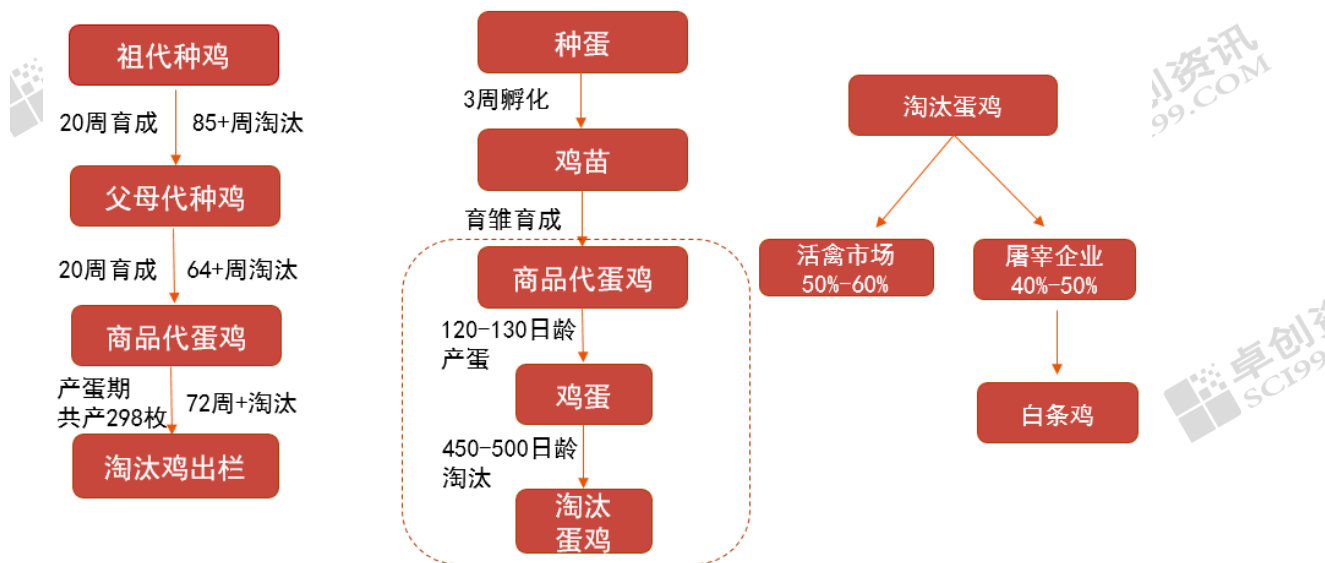 祖代种鸡
20周育成
85+周淘汰
父母代种鸡
20周育成
64+周淘汰
商品代蛋鸡
产蛋期
共产298枚
72周+淘汰
淘汰鸡出栏
种蛋
3周孵化
鸡苗
育雏育成
商品代蛋鸡
120-130日龄
产蛋
鸡蛋
450-500日龄
淘汰
淘汰
蛋鸡
淘汰蛋鸡
活禽市场
50%-60%
屠宰企业
40%-50%
白条鸡
创资讯
99.COM
卓创资
SCI99